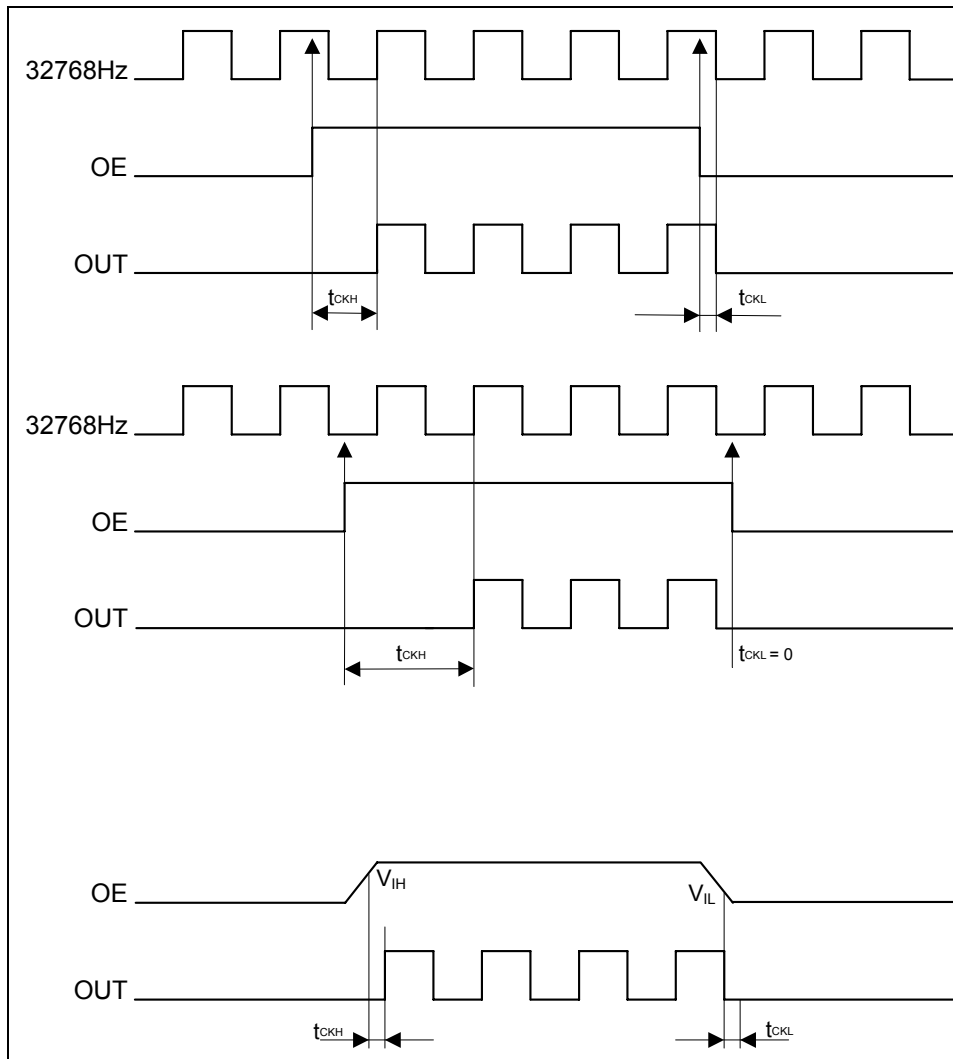 32768Hz
OE
OUT
tCKH
tCKL
32768Hz
OE
OUT
tCKH
tCKL = 0
OE
VIH
VIL
OUT
tCKH
tCKL